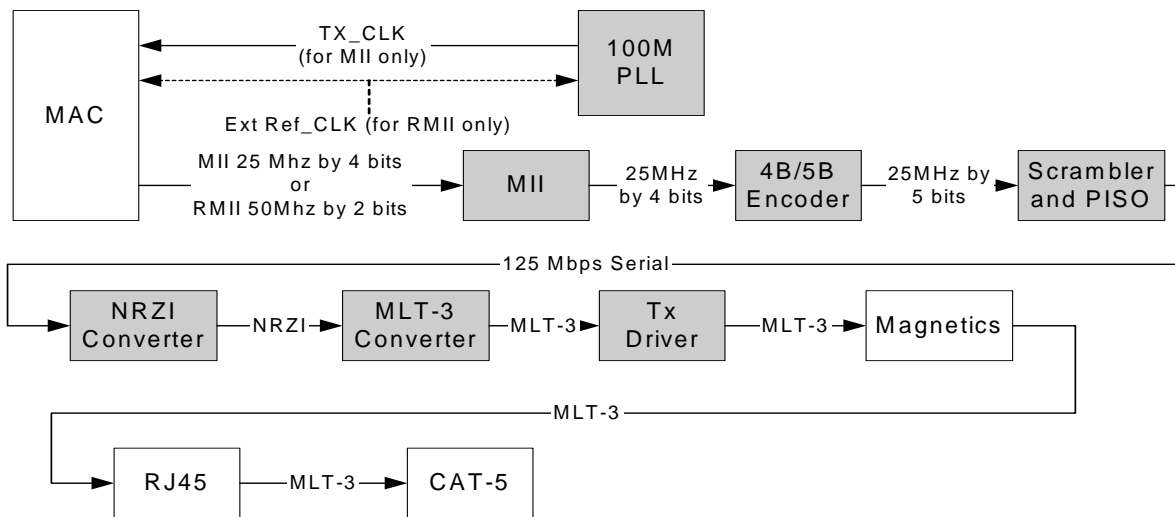 TX_CLK
(for MII only)
100M
PLL
MAC
Ext Ref_CLK (for RMII only)
MII 25 Mhz by 4 bits
or
RMII 50Mhz by 2 bits
MII
25MHz
by 4 bits
4B/5B
Encoder
25MHz by
5 bits
Scrambler
and PISO
125 Mbps Serial
NRZI
Converter
NRZI
MLT-3
Converter
MLT-3
Tx
Driver
MLT-3
Magnetics
MLT-3
RJ45
MLT-3
CAT-5